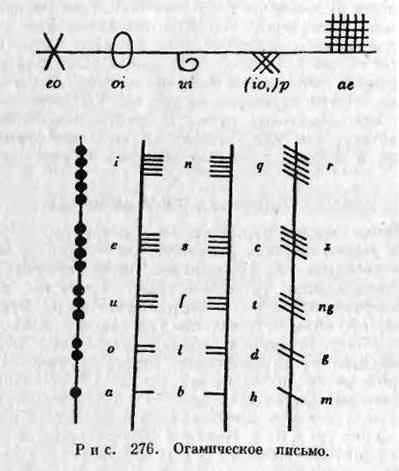 eo oi ui (io,)p ae
i n q r
e s c z
u f t ng
o l d g
a b h m
Рис. 276. Огамическое письмо.